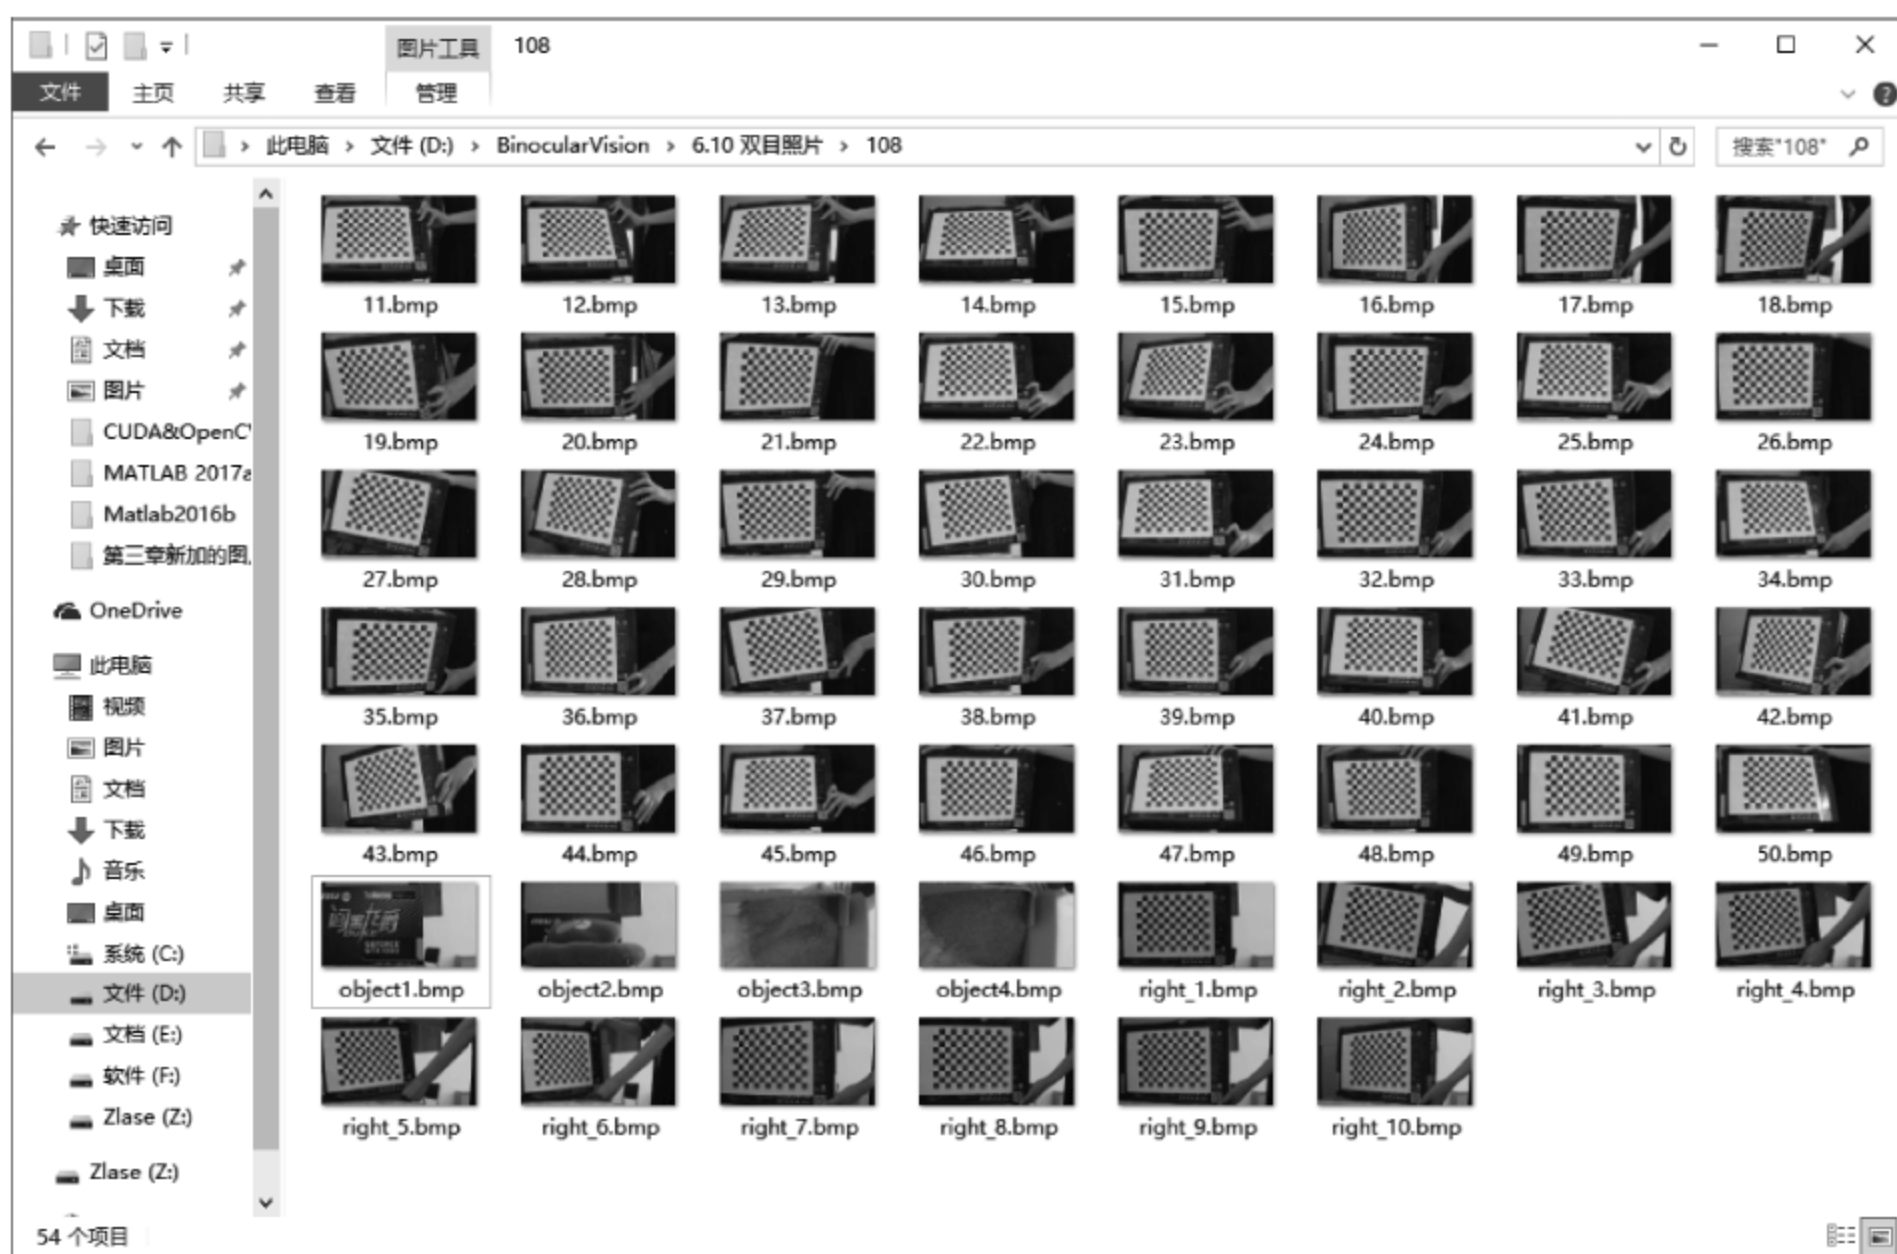 图片工具 108
文件 主页 共享 查看 管理
此电脑 › 文件 (D:) › BinocularVision › 6.10 双目照片 › 108
搜索"108"
快速访问
桌面
下载
文档
图片
CUDA&OpenC
MATLAB 2017a
Matlab2016b
第三章新加的图
OneDrive
此电脑
视频
图片
文档
下载
音乐
桌面
系统 (C:)
文件 (D:)
文档 (E:)
软件 (F:)
Zlase (Z:)
Zlase (Z:)
11.bmp 12.bmp 13.bmp 14.bmp 15.bmp 16.bmp 17.bmp 18.bmp
19.bmp 20.bmp 21.bmp 22.bmp 23.bmp 24.bmp 25.bmp 26.bmp
27.bmp 28.bmp 29.bmp 30.bmp 31.bmp 32.bmp 33.bmp 34.bmp
35.bmp 36.bmp 37.bmp 38.bmp 39.bmp 40.bmp 41.bmp 42.bmp
43.bmp 44.bmp 45.bmp 46.bmp 47.bmp 48.bmp 49.bmp 50.bmp
object1.bmp object2.bmp object3.bmp object4.bmp right_1.bmp right_2.bmp right_3.bmp right_4.bmp
right_5.bmp right_6.bmp right_7.bmp right_8.bmp right_9.bmp right_10.bmp
54 个项目